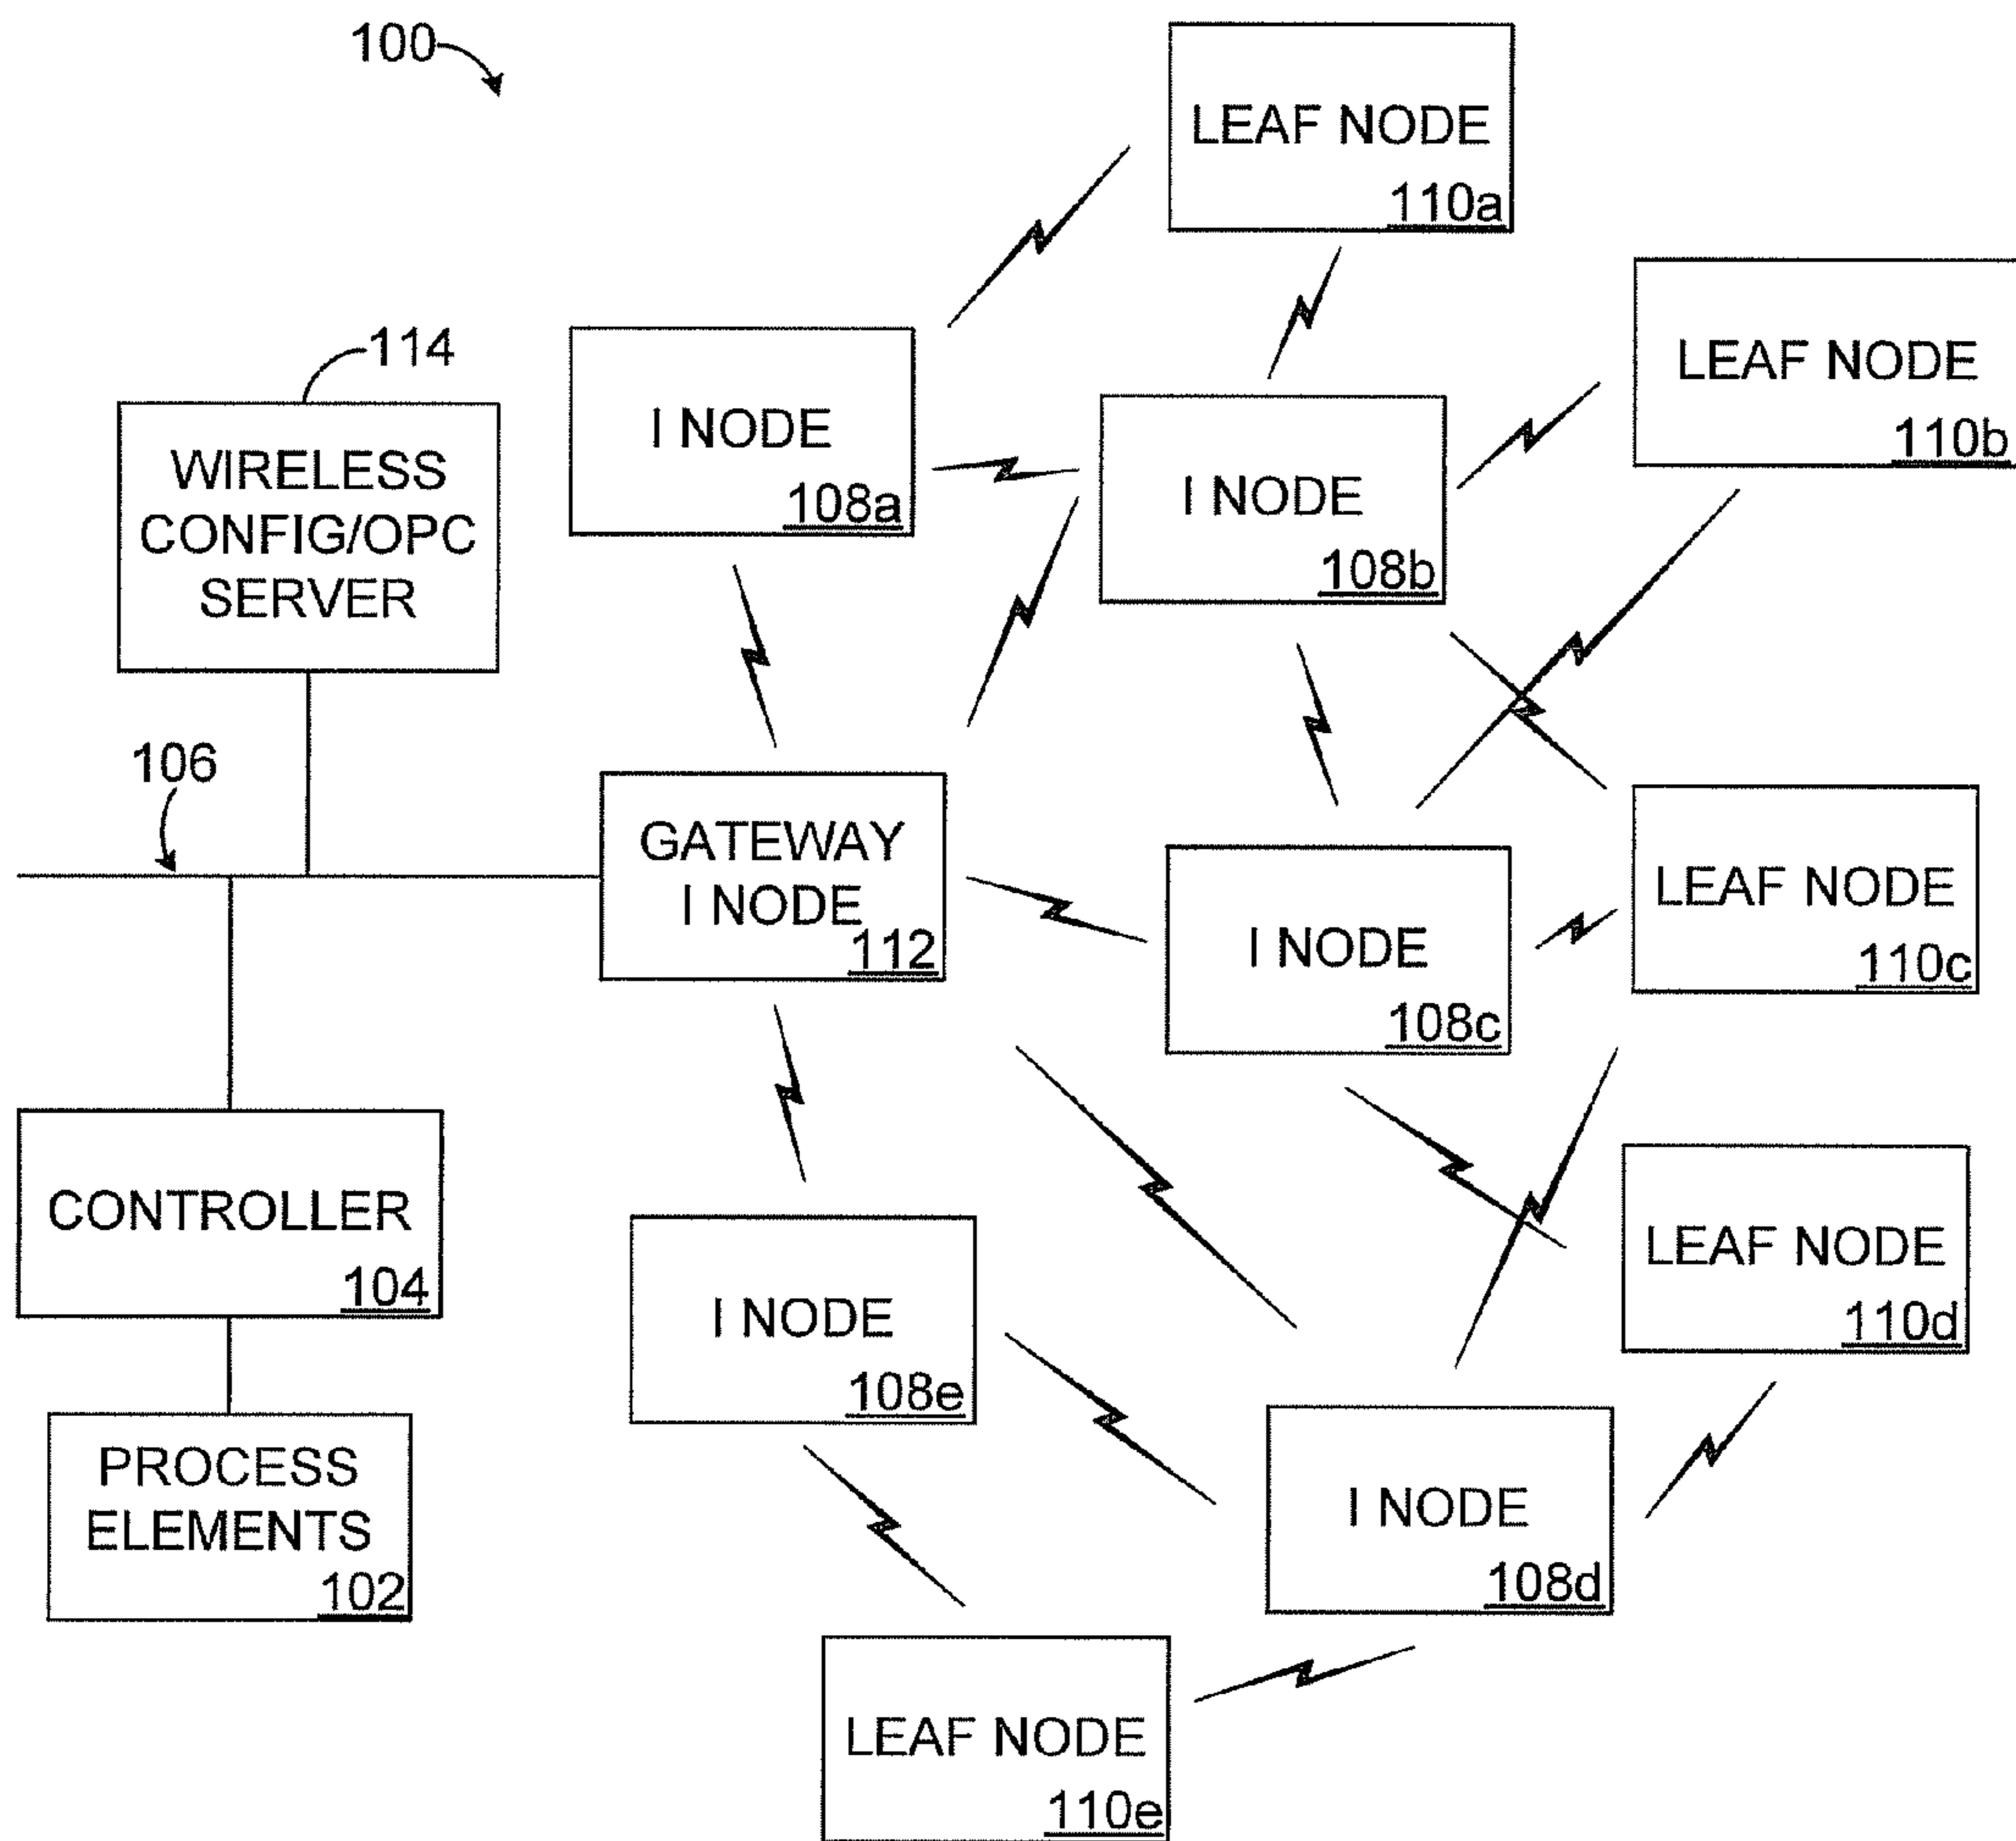 100
LEAF NODE
110a
114
WIRELESS
CONFIG/OPC
SERVER
I NODE
108a
I NODE
108b
LEAF NODE
110b
106
GATEWAY
I NODE
112
I NODE
108c
LEAF NODE
110c
CONTROLLER
104
I NODE
108e
LEAF NODE
110d
PROCESS
ELEMENTS
102
I NODE
108d
LEAF NODE
110e